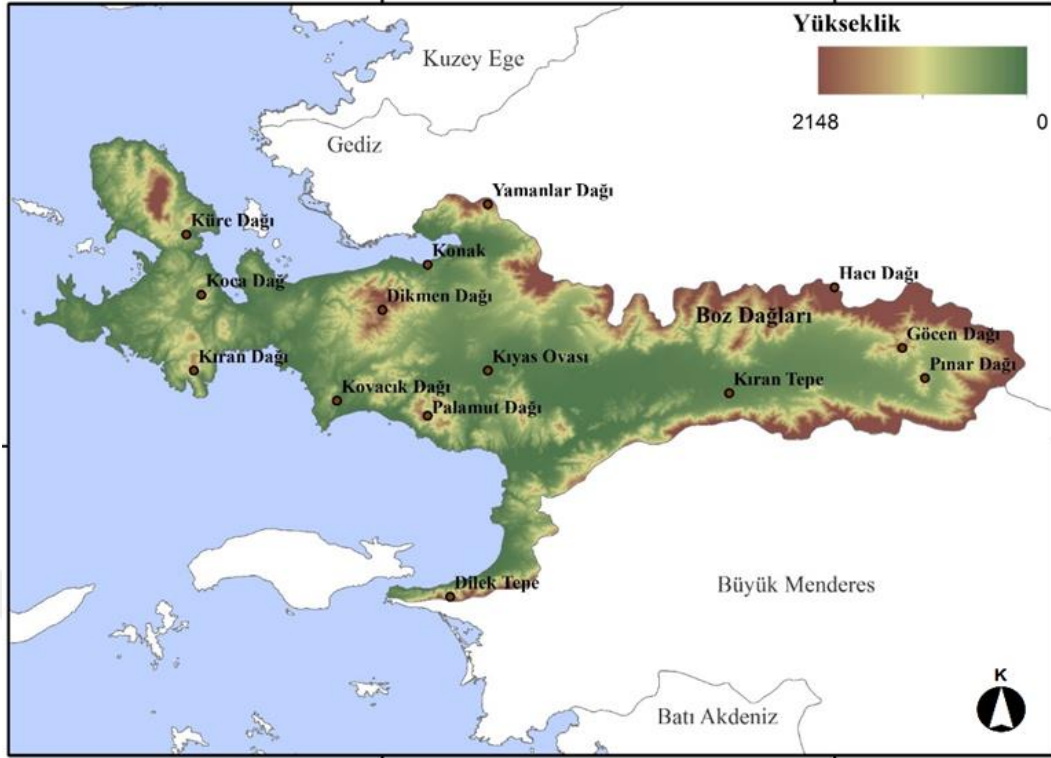 Yükseklik
2148
0
Kuzey Ege
Gediz
Yamanlar Dağı
Küre Dağı
Konak
Hacı Dağı
Koca Dağ
Dikmen Dağı
Boz Dağları
Göcen Dağı
Kıran Dağı
Kıyas Ovası
Pınar Dağı
Kovacık Dağı
Kıran Tepe
Palamut Dağı
Dilek Tepe
Büyük Menderes
K
Batı Akdeniz